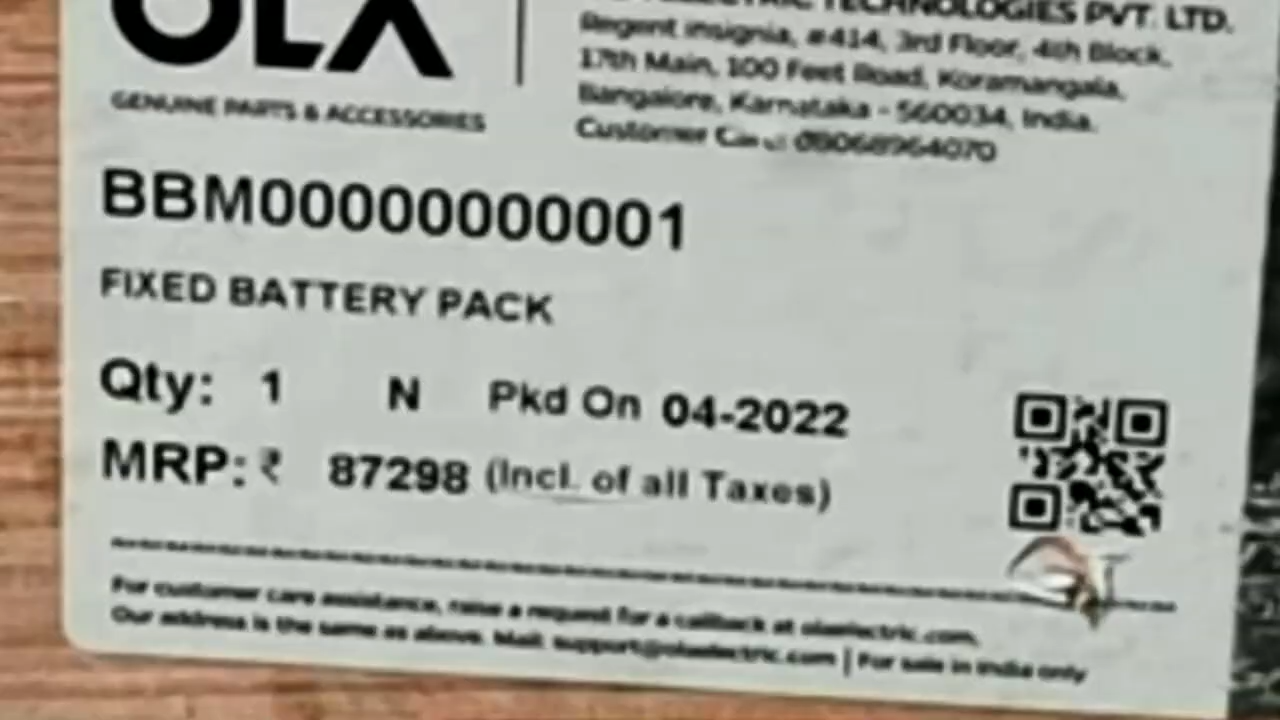 OLA
TECHNOLOGIES PVT. LTD.
Regent insignia, #414, 3rd Floor, 4th Block,
17th Main, 100 Feet Road, Koramangala,
Bangalore, Karnataka - 560034, India.
Customer Care: 08068964070
GENUINE PARTS & ACCESSORIES
BBM00000000001
FIXED BATTERY PACK
Qty: 1 N Pkd On 04-2022
MRP: ₹ 87298 (Incl. of all Taxes)
For customer care assistance, raise a request for a callback at olaelectric.com,
Our address is the same as above. Mail: support@olaelectric.com | For sale in India only